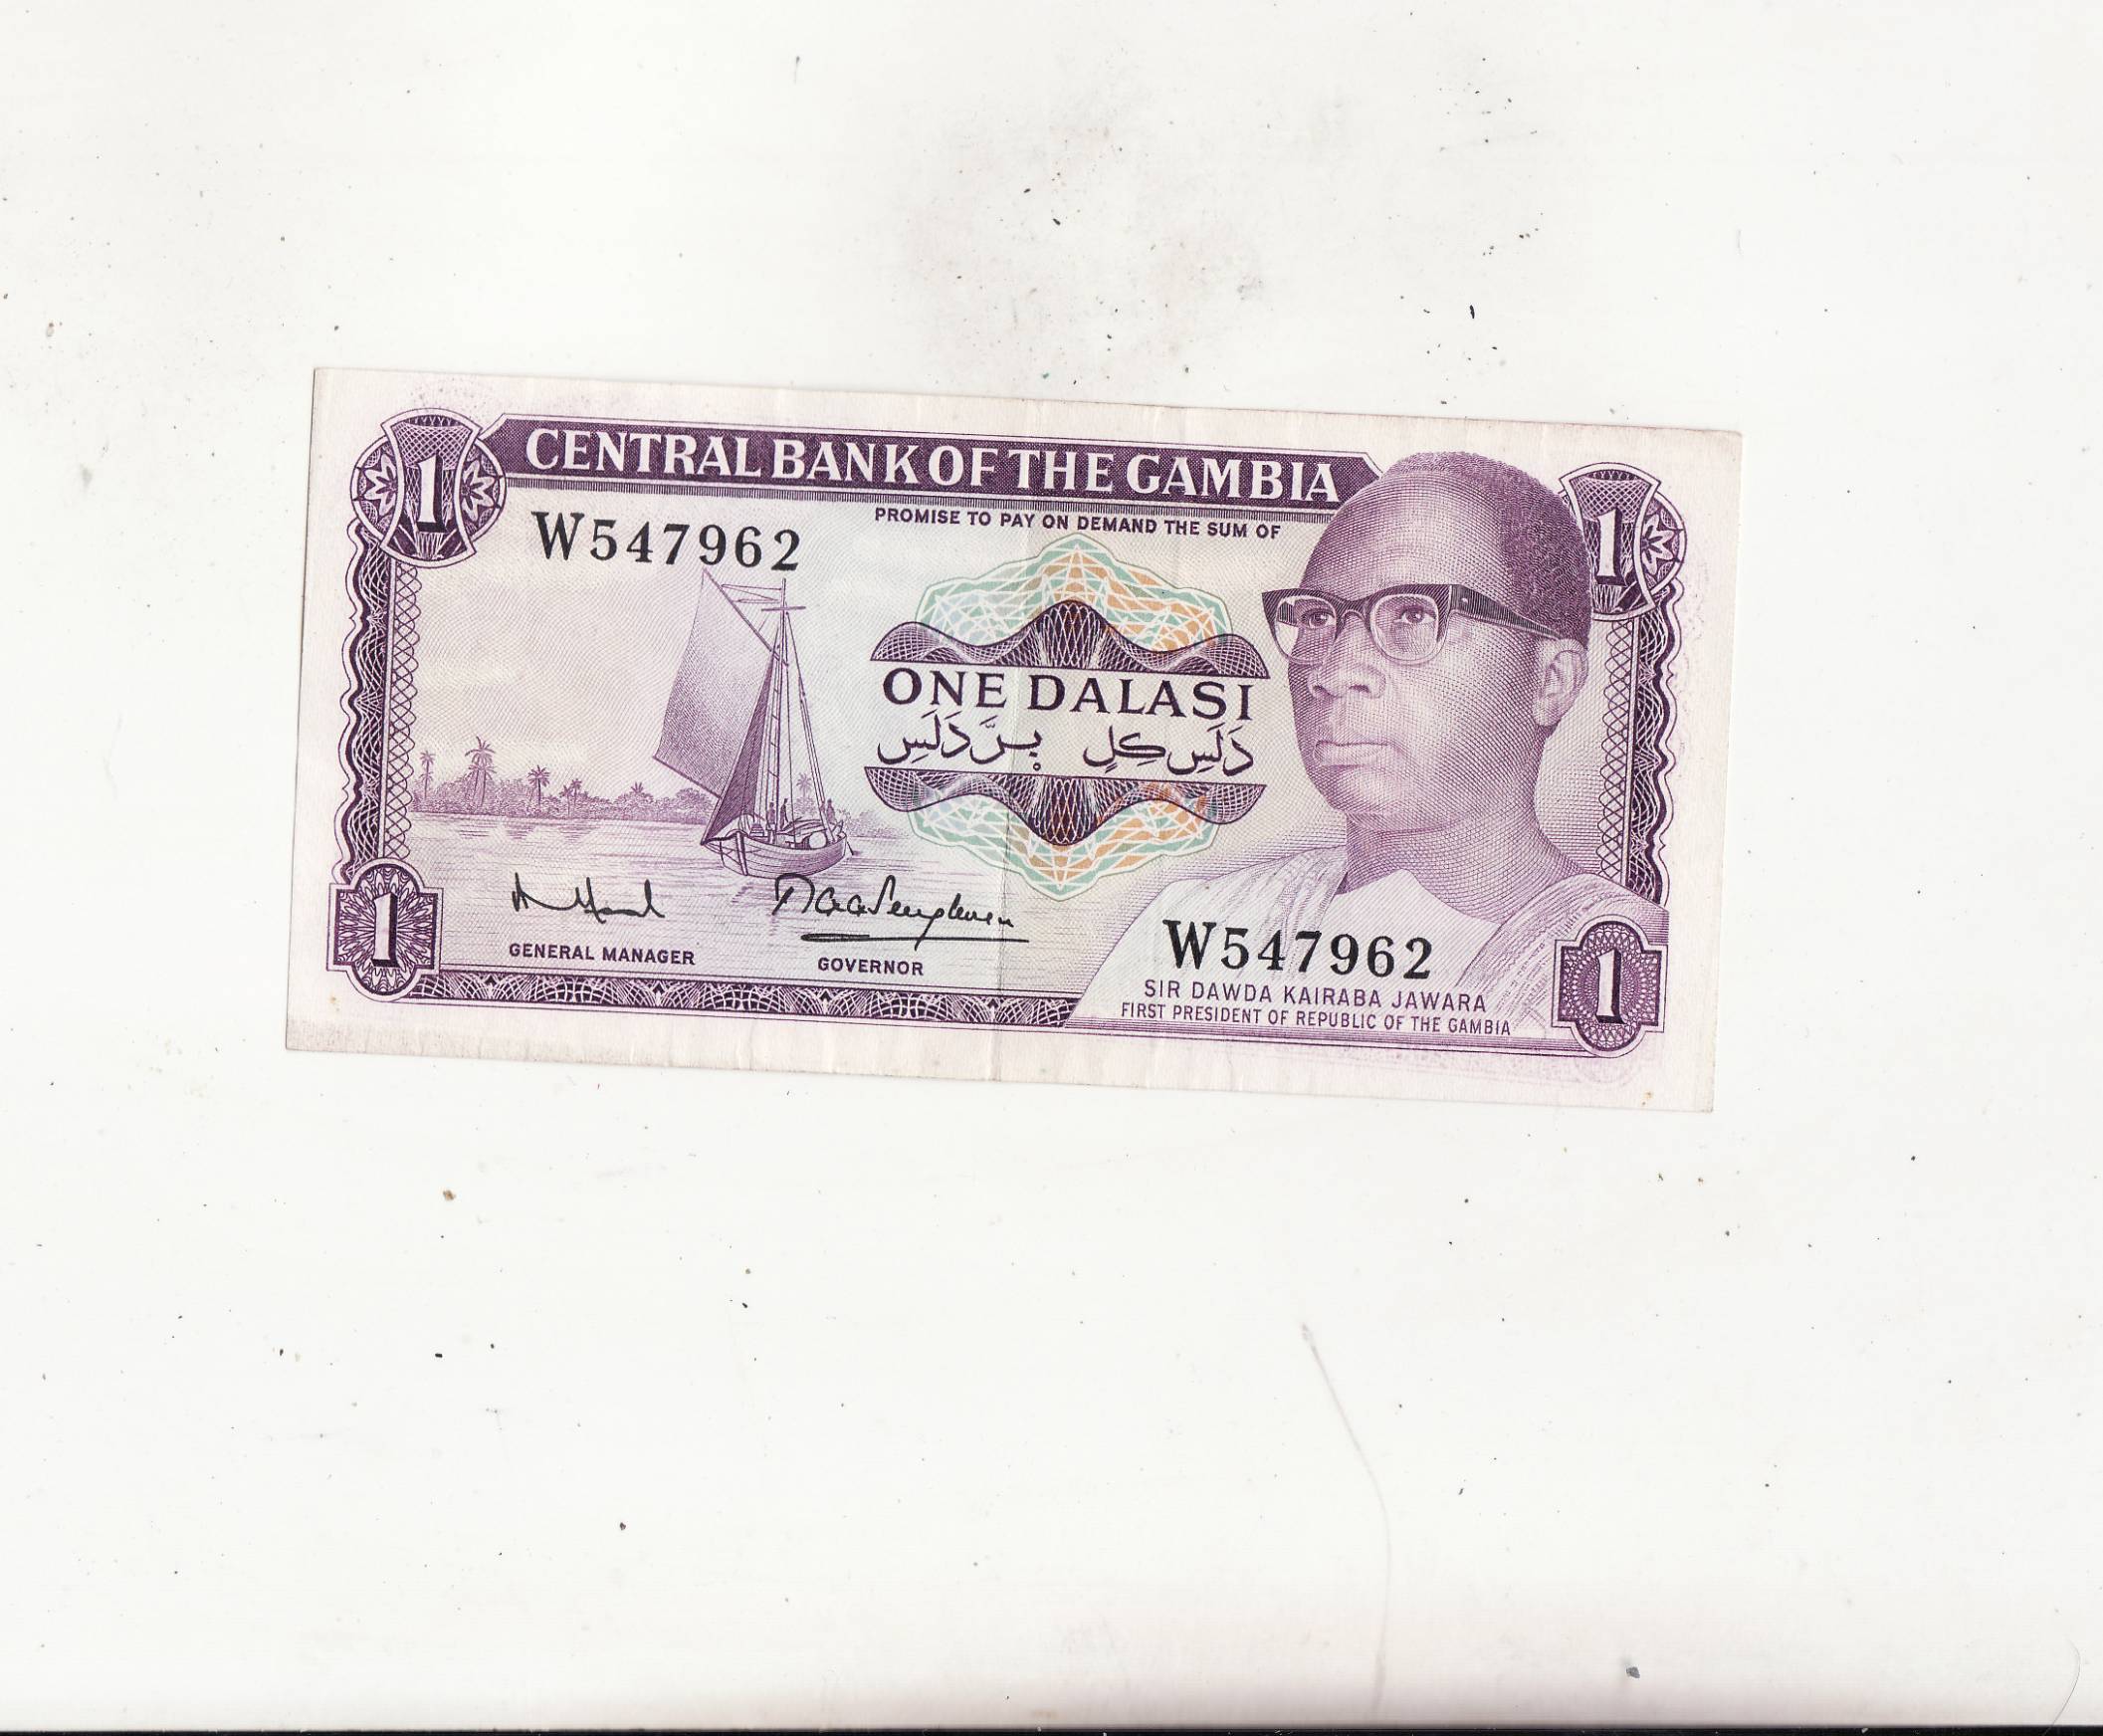 1
CENTRAL BANK OF THE GAMBIA
1
W547962
PROMISE TO PAY ON DEMAND THE SUM OF
ONE DALASI
دَلَسِ كِلِ بِرَّ دَلَسِ
GENERAL MANAGER
GOVERNOR
W547962
SIR DAWDA KAIRABA JAWARA
FIRST PRESIDENT OF REPUBLIC OF THE GAMBIA
1
1